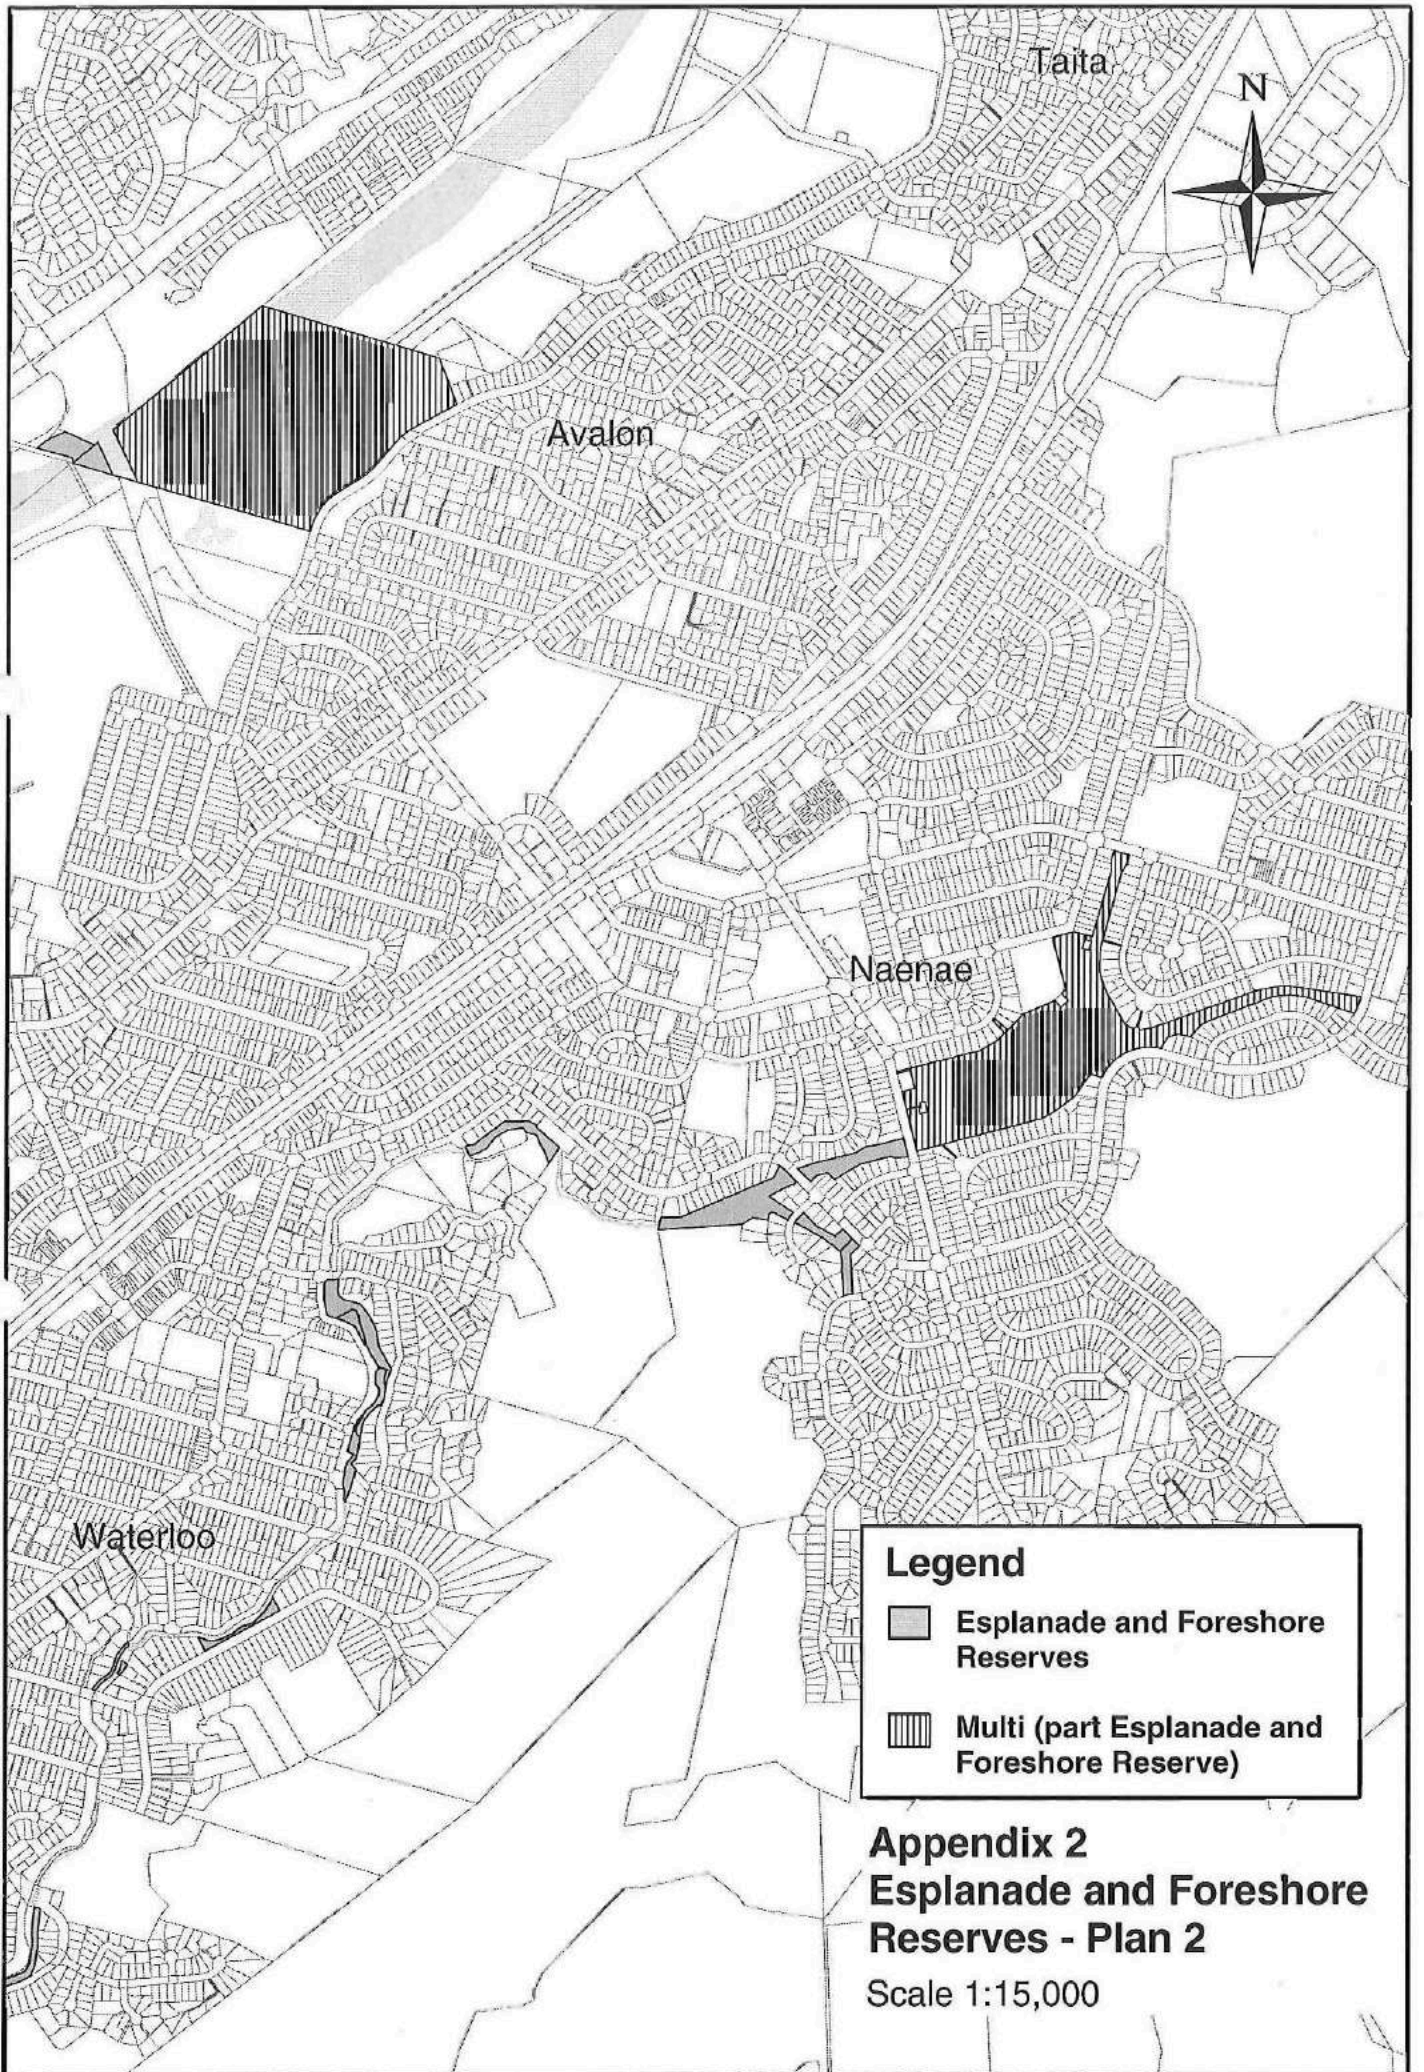 Taita
N
Avalon
Naenae
Waterloo
Legend
Esplanade and Foreshore
Reserves
Multi (part Esplanade and
Foreshore Reserve)
Appendix 2
Esplanade and Foreshore
Reserves - Plan 2
Scale 1:15,000